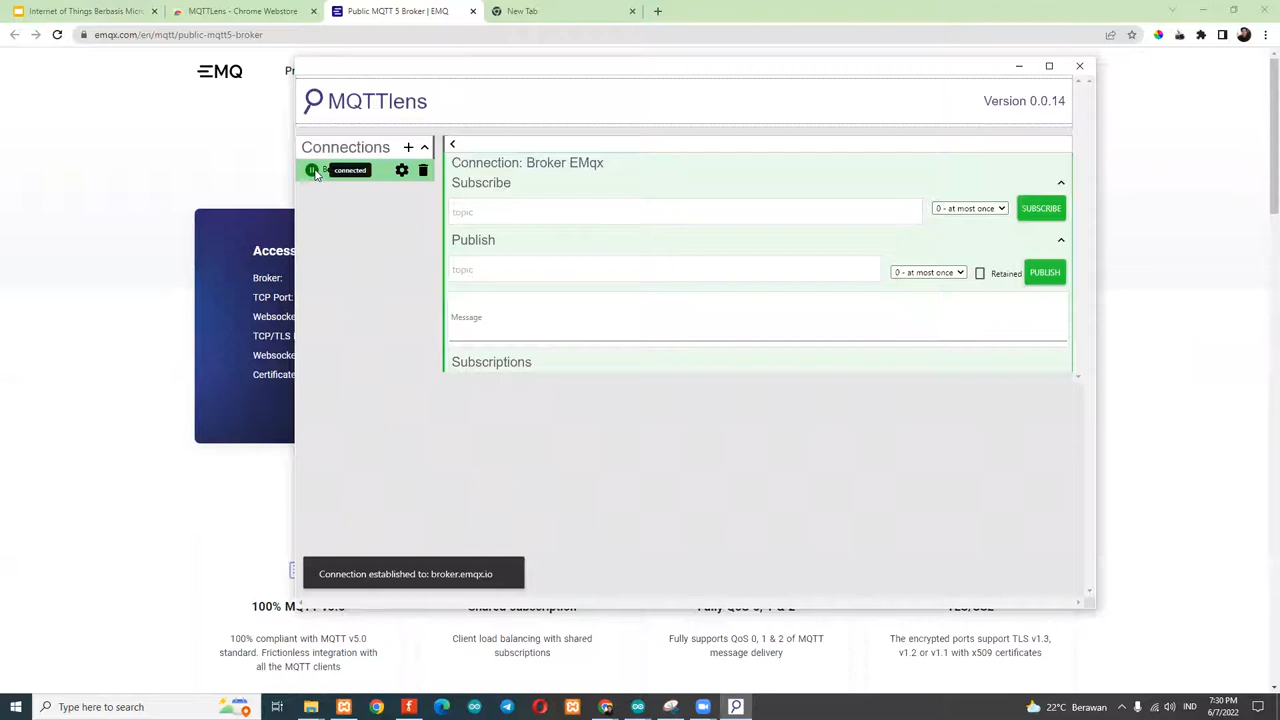 Internet of Things Berbasis Micro
MQTTLens - Chrome Webstore
Public MQTT 5 Broker | EMQ
New Tab
emqx.com/en/mqtt/public-mqtt5-broker
EMQ
MQTTlens
Version 0.0.14
Connections
connected
Connection: Broker EMqx
Subscribe
topic
0 - at most once
SUBSCRIBE
Publish
topic
0 - at most once
Retained
PUBLISH
Message
Subscriptions
Access
Broker:
TCP Port:
Websocke
TCP/TLS
Websocke
Certificate
Connection established to: broker.emqx.io
100% MQTT v5.0
100% compliant with MQTT v5.0
standard. Frictionless integration with
all the MQTT clients
Client load balancing with shared
subscriptions
Fully supports QoS 0, 1 & 2 of MQTT
message delivery
The encrypted ports support TLS v1.3,
v1.2 or v1.1 with x509 certificates
Type here to search
22°C Berawan
IND
7:30 PM
6/7/2022